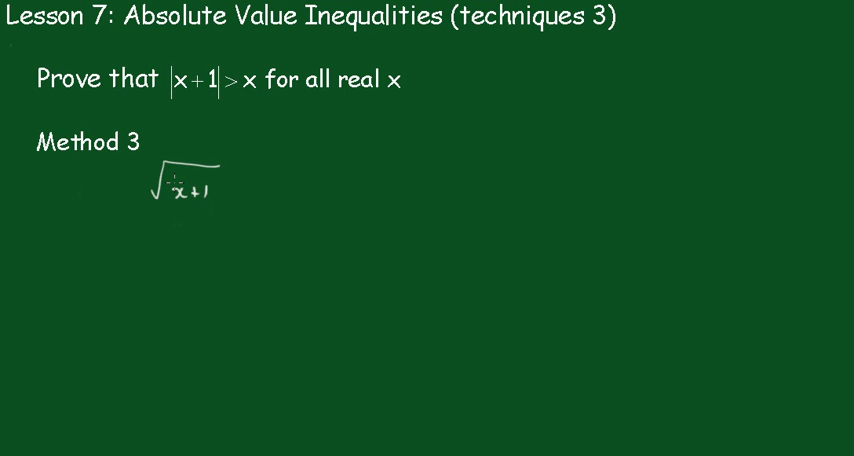 Lesson 7: Absolute Value Inequalities (techniques 3)
Prove that |x+1|>x for all real x
Method 3
√x+1